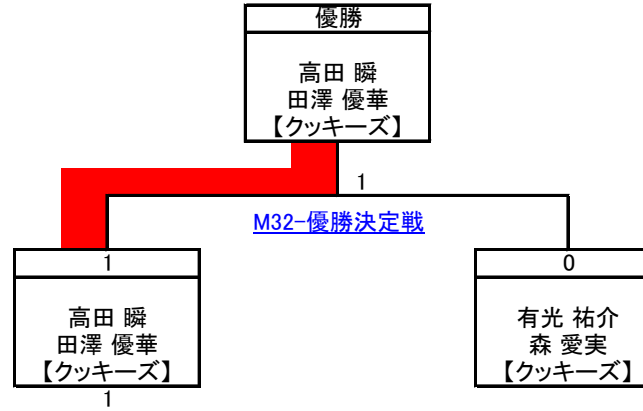 優勝
高田 瞬
田澤 優華
【クッキーズ】
1
M32-優勝決定戦
1
高田 瞬
田澤 優華
【クッキーズ】
1
0
有光 祐介
森 愛実
【クッキーズ】